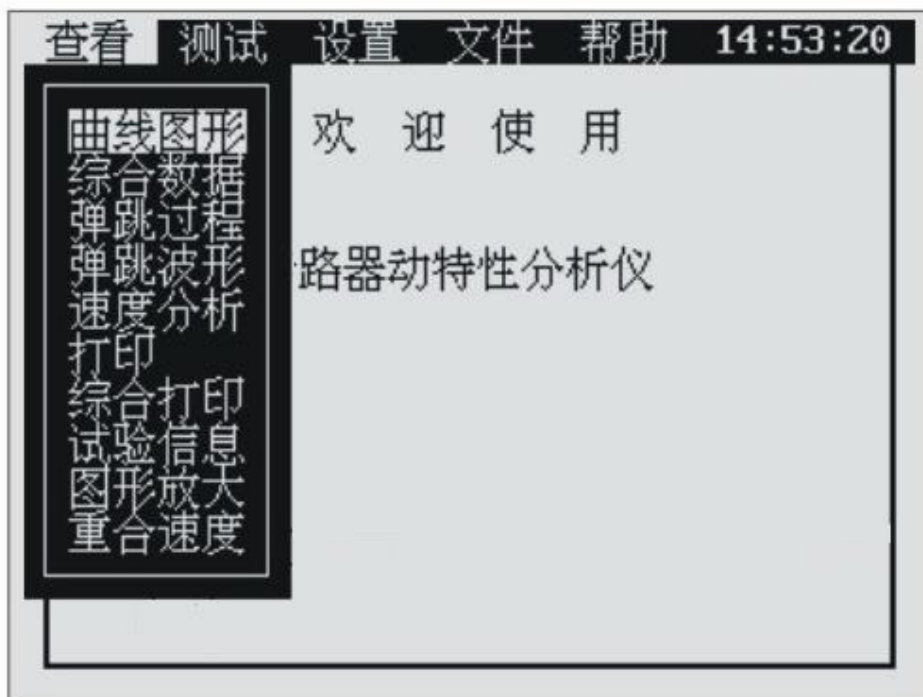 查看 测试 设置 文件 帮助 14:53:20
曲线图形
综合数据
弹跳过程
弹跳波形
速度分析
打印
综合打印
试验信息
图形放大
重合速度
欢 迎 使 用
路器动特性分析仪